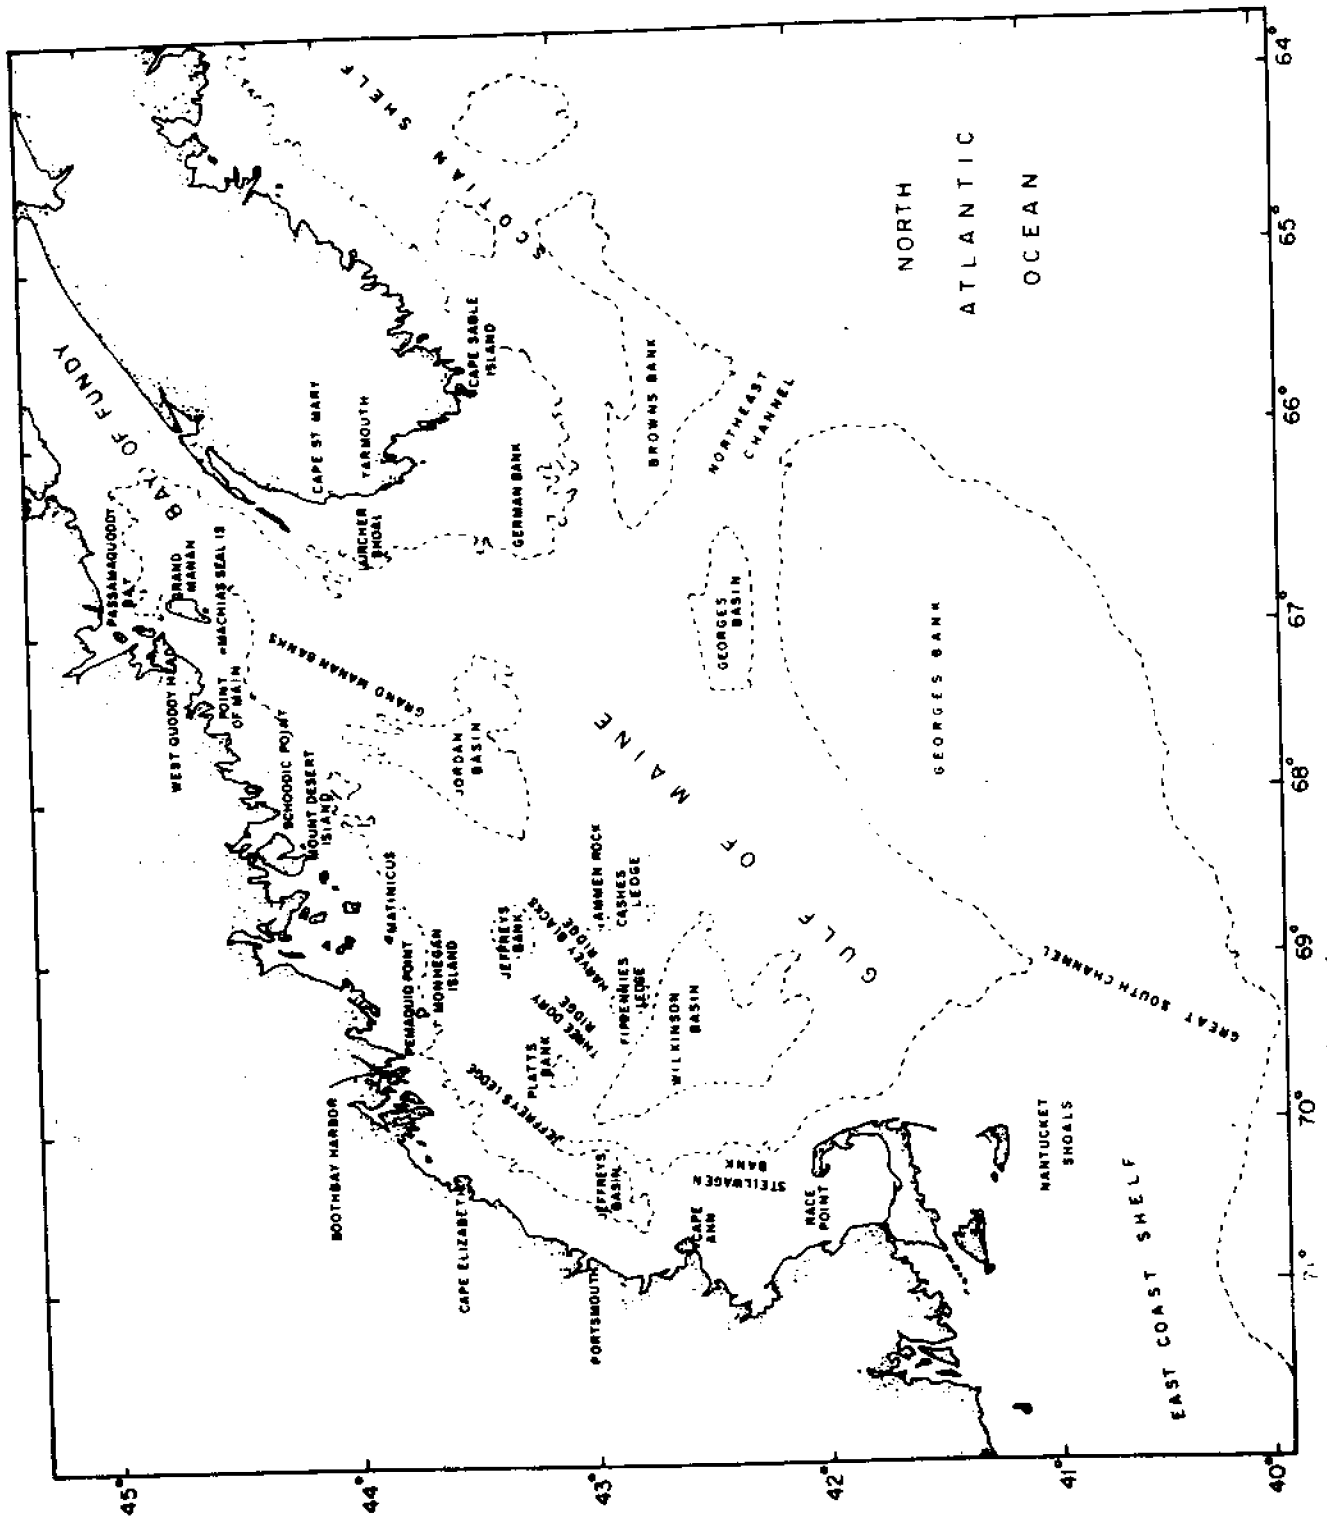 BAY OF FUNDY
PASSAMAQUODDY
BAY
GRAND
MANAN
MACHIAS SEAL IS
WEST QUODDY HEAD
POINT
OF MAIN
SCHOODIC POINT
MOUNT DESERT
ISLAND
MATINICUS
PEMAQUID POINT
MONHEGAN
ISLAND
BOOTHBAY HARBOR
CAPE ELIZABETH
PORTSMOUTH
CAPE
ANN
RACE
POINT
CAPE ST MARY
YARMOUTH
LURCHER
SHOAL
CAPE SABLE
ISLAND
SCOTIAN SHELF
GERMAN BANK
BROWNS BANK
NORTHEAST
CHANNEL
GRAND MANAN BANKS
JORDAN
BASIN
GEORGES
BASIN
GEORGES BANK
GULF OF MAINE
JEFFREYS
BANK
HARVEY BLACKS
RIDGE
AMMEN ROCK
CASHES
LEDGE
THREE DORY
RIDGE
FIPPENNIES
LEDGE
PLATTS
BANK
WILKINSON
BASIN
JEFFREYS LEDGE
JEFFREYS
BASIN
STELLWAGEN
BANK
GREAT SOUTH CHANNEL
NANTUCKET
SHOALS
EAST COAST SHELF
NORTH
ATLANTIC
OCEAN
45°
44°
43°
42°
41°
40°
70°
69°
68°
67°
66°
65°
64°